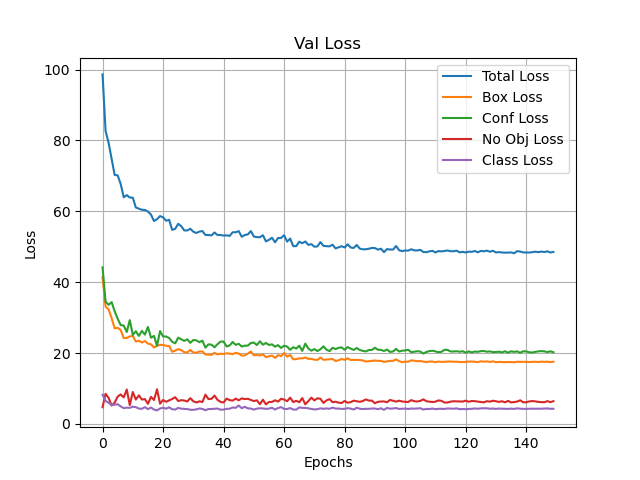 Val Loss
100
80
60
40
20
0
Loss
0 20 40 60 80 100 120 140
Epochs
Total Loss
Box Loss
Conf Loss
No Obj Loss
Class Loss